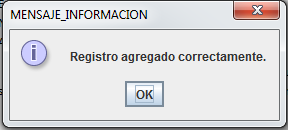 MENSAJE_INFORMACION
Registro agregado correctamente.
OK